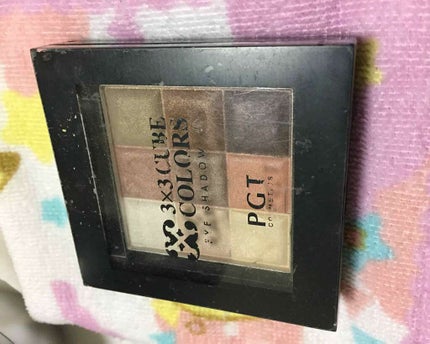 3×3 CUBE
COLORS
EYE SHADOW
PGT
COSMETICS